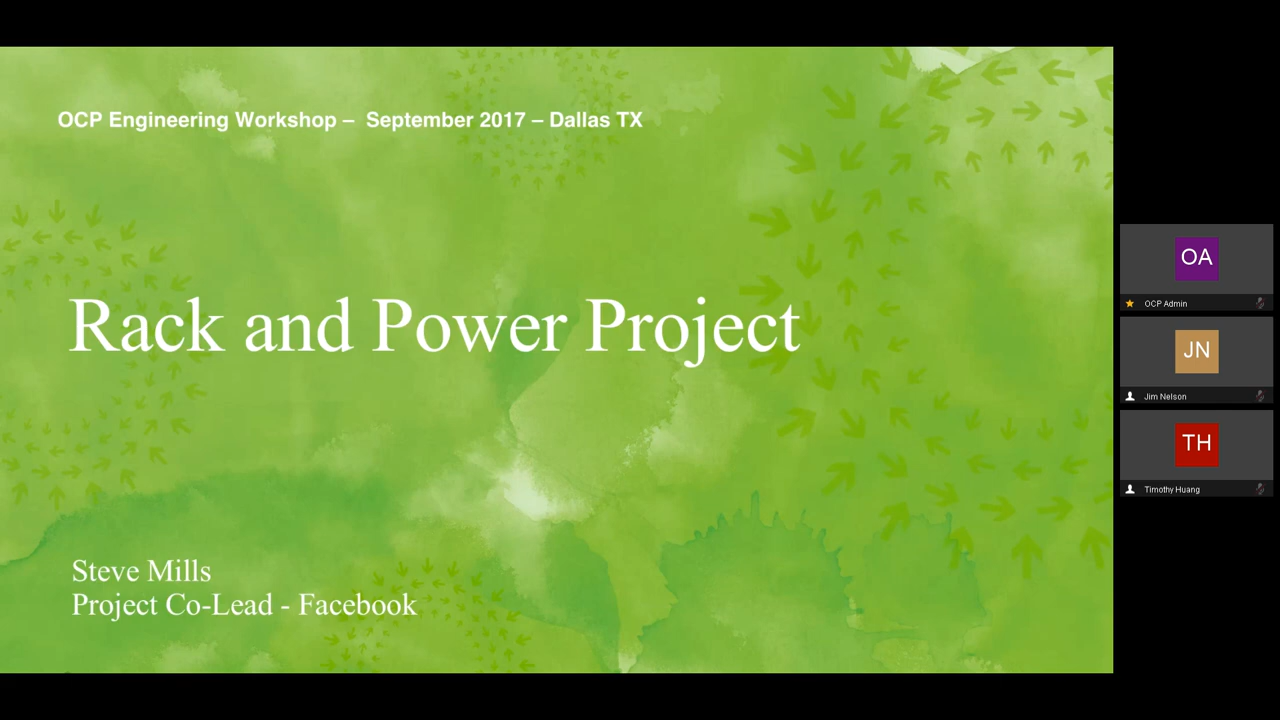 OCP Engineering Workshop –  September 2017 – Dallas TX
Rack and Power Project
Steve Mills
Project Co-Lead - Facebook
OA
OCP Admin
JN
Jim Nelson
TH
Timothy Huang